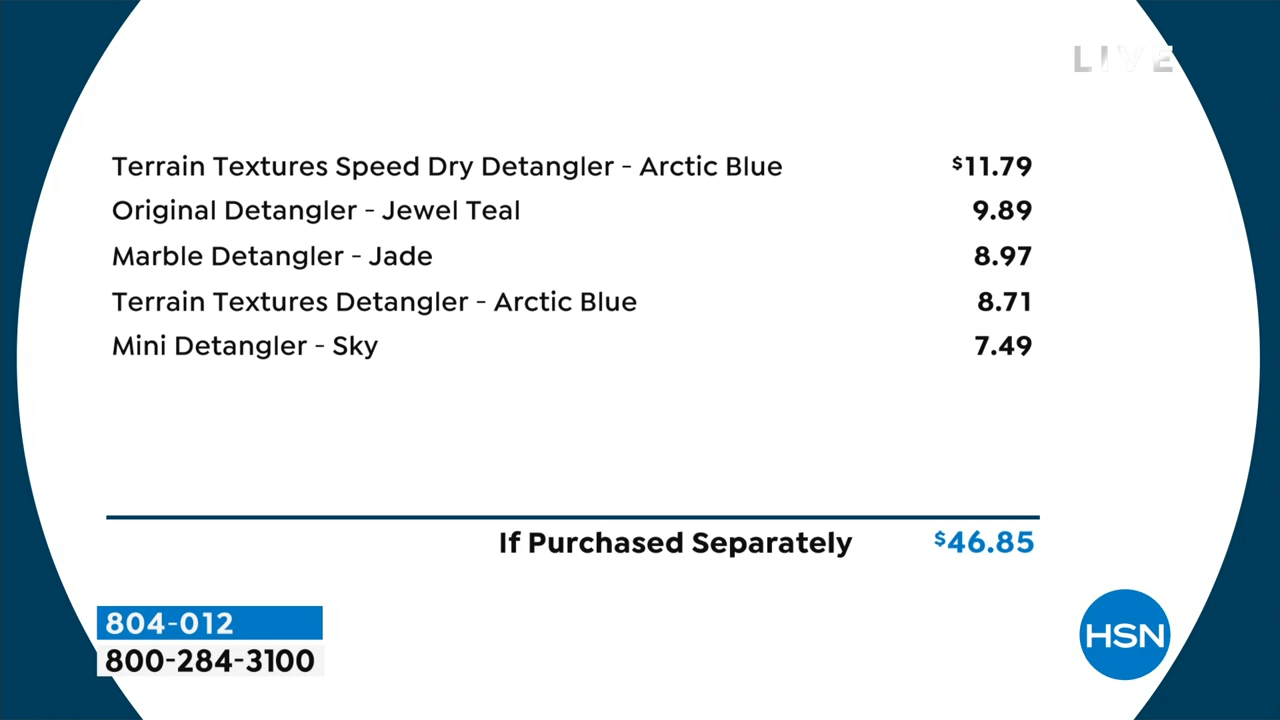 LIVE
Terrain Textures Speed Dry Detangler - Arctic Blue $11.79
Original Detangler - Jewel Teal 9.89
Marble Detangler - Jade 8.97
Terrain Textures Detangler - Arctic Blue 8.71
Mini Detangler - Sky 7.49
If Purchased Separately $46.85
804-012
800-284-3100
HSN